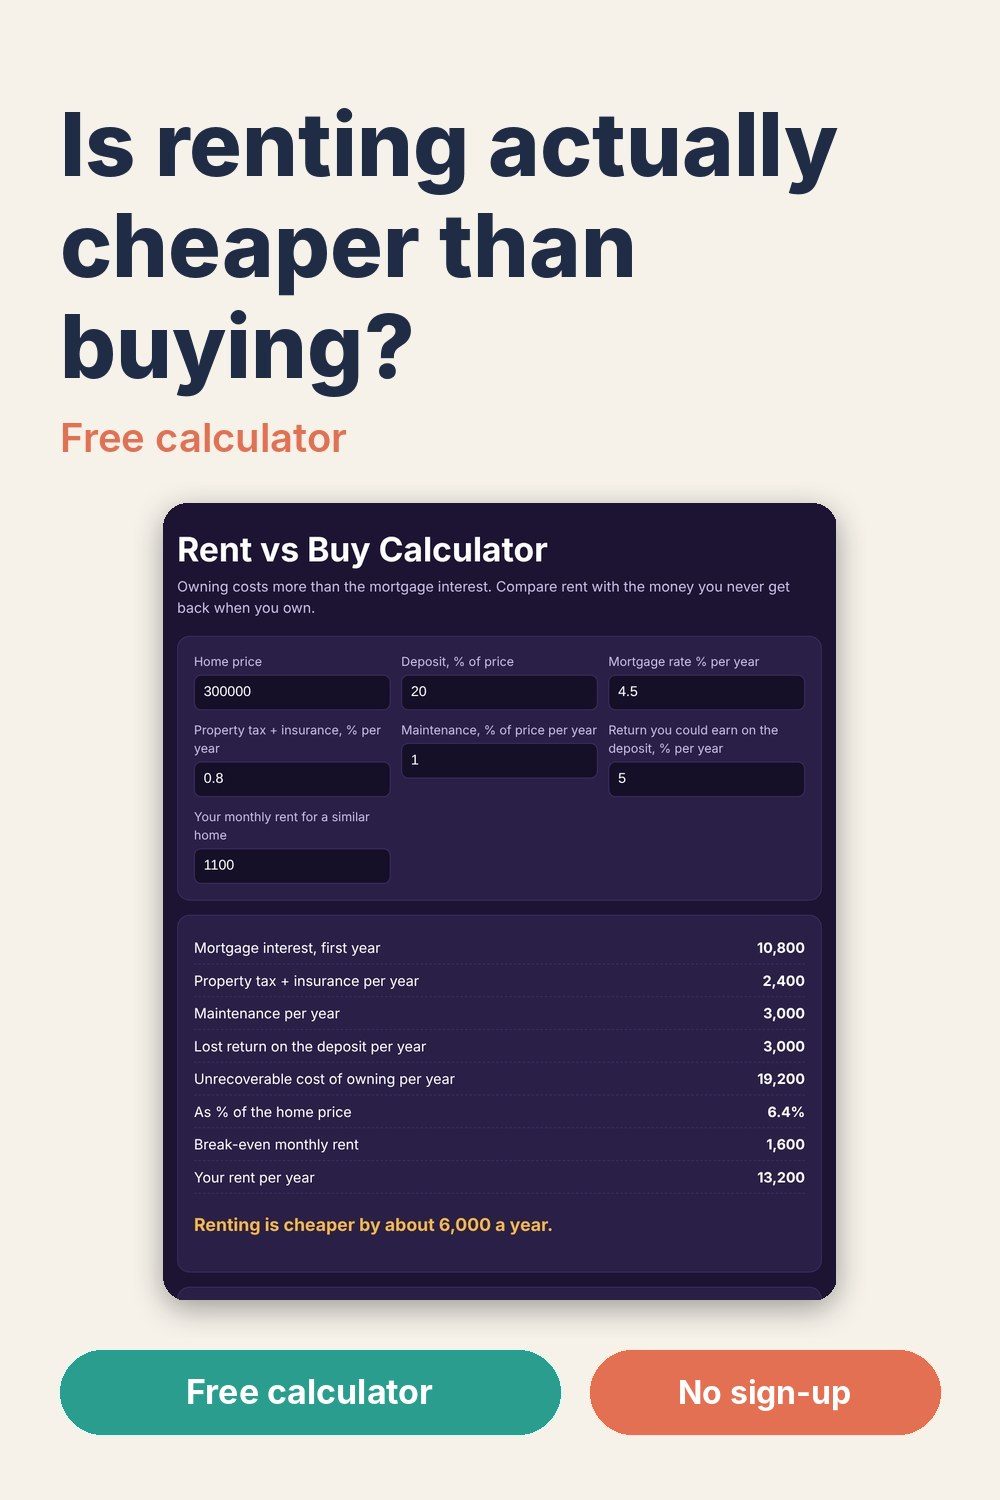 Is renting actually
cheaper than
buying?
Free calculator
Rent vs Buy Calculator
Owning costs more than the mortgage interest. Compare rent with the money you never get
back when you own.
Home price
300000
Deposit, % of price
20
Mortgage rate % per year
4.5
Property tax + insurance, % per
year
0.8
Maintenance, % of price per year
1
Return you could earn on the
deposit, % per year
5
Your monthly rent for a similar
home
1100
Mortgage interest, first year 10,800
Property tax + insurance per year 2,400
Maintenance per year 3,000
Lost return on the deposit per year 3,000
Unrecoverable cost of owning per year 19,200
As % of the home price 6.4%
Break-even monthly rent 1,600
Your rent per year 13,200
Renting is cheaper by about 6,000 a year.
Free calculator
No sign-up